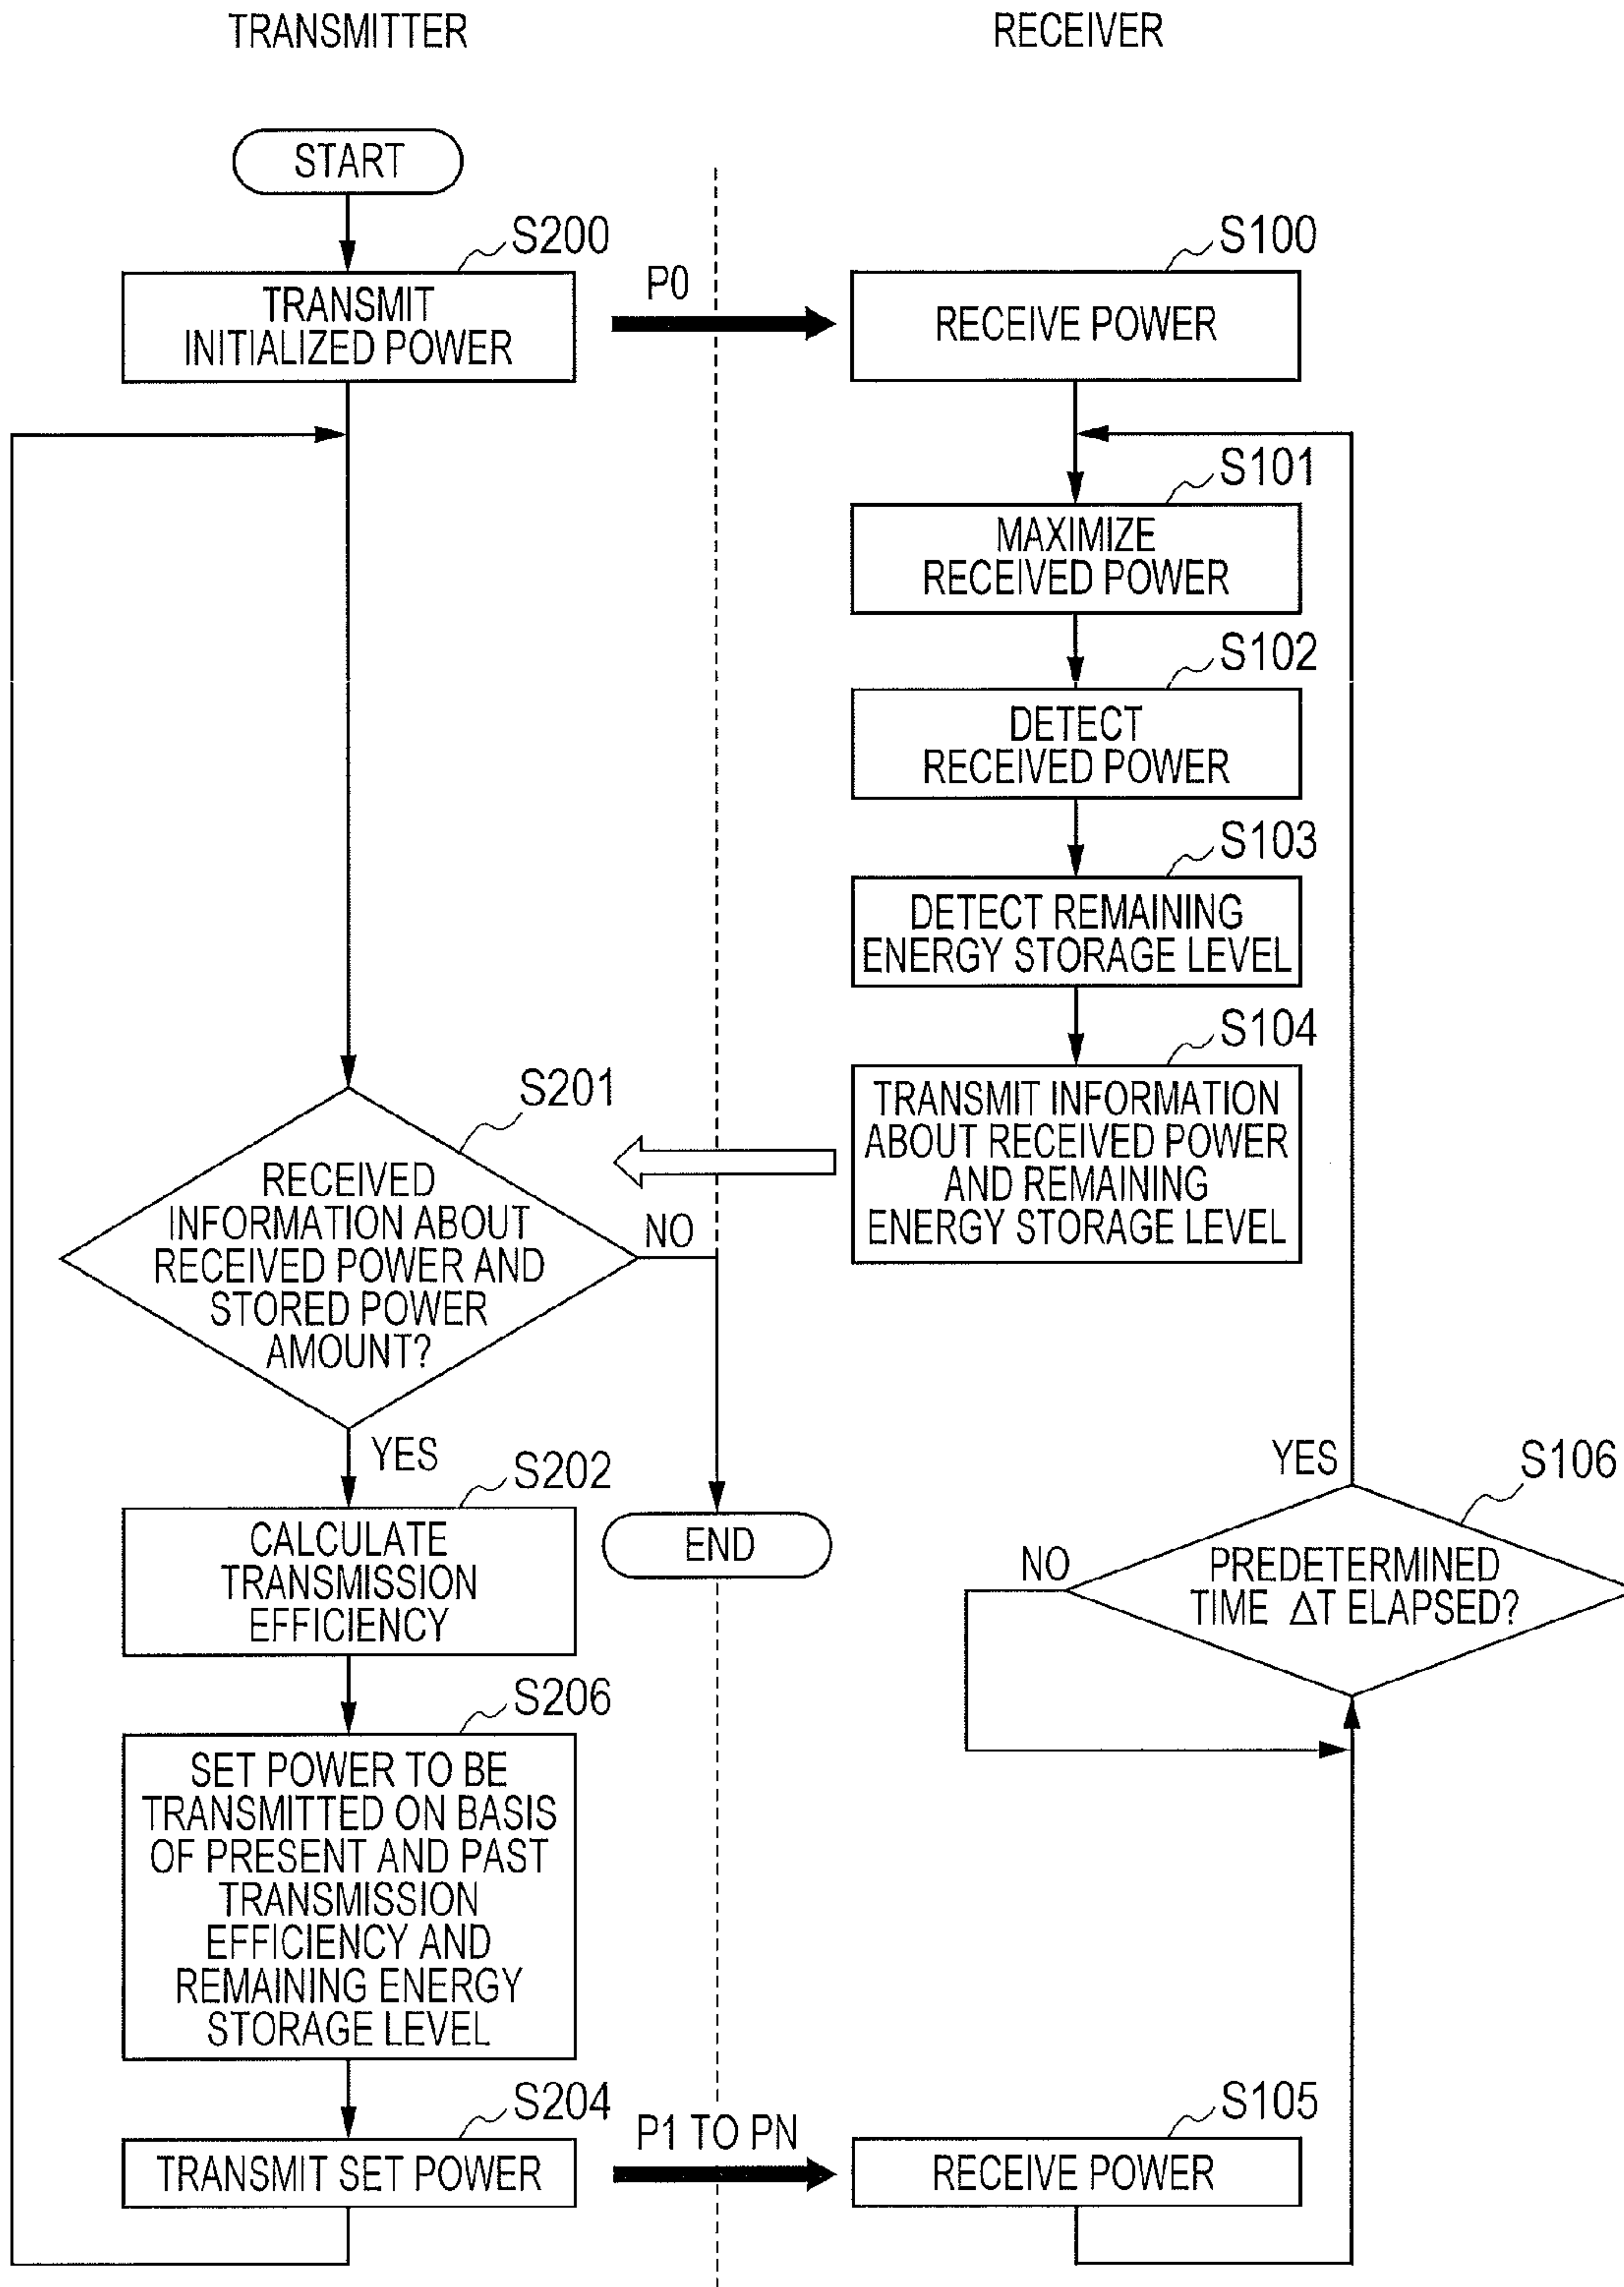 TRANSMITTER
RECEIVER
START
S200
TRANSMIT
INITIALIZED POWER
P0
S100
RECEIVE POWER
S101
MAXIMIZE
RECEIVED POWER
S102
DETECT
RECEIVED POWER
S103
DETECT REMAINING
ENERGY STORAGE LEVEL
S104
TRANSMIT INFORMATION
ABOUT RECEIVED POWER
AND REMAINING
ENERGY STORAGE LEVEL
S201
RECEIVED
INFORMATION ABOUT
RECEIVED POWER AND
STORED POWER
AMOUNT?
NO
YES
END
S202
CALCULATE
TRANSMISSION
EFFICIENCY
S206
SET POWER TO BE
TRANSMITTED ON BASIS
OF PRESENT AND PAST
TRANSMISSION
EFFICIENCY AND
REMAINING ENERGY
STORAGE LEVEL
S204
TRANSMIT SET POWER
P1 TO PN
S105
RECEIVE POWER
S106
YES
NO
PREDETERMINED
TIME ΔT ELAPSED?